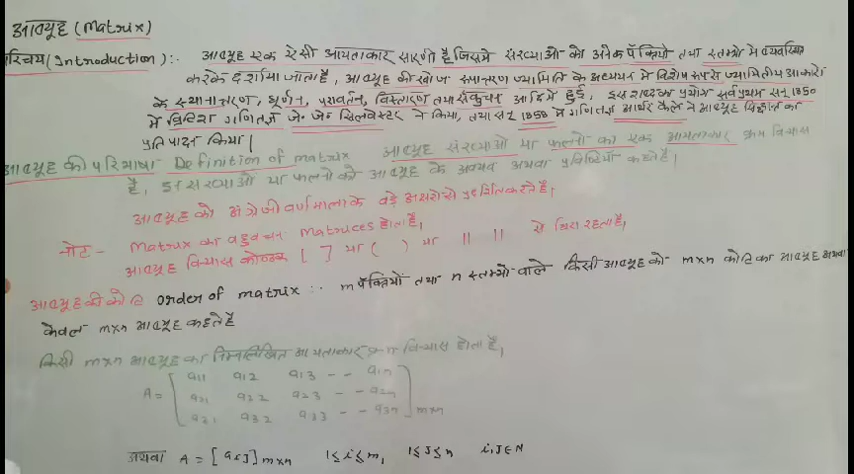 आव्यूह (Matrix)
परिचय (Introduction) :- आव्यूह एक ऐसी आयताकार सारणी है जिसमे संख्याओ को अनेक पंक्तियो तथा स्तम्भो मे व्यवस्थित
करके दर्शाया जाता है, आव्यूह की खोज रूपान्तरण ज्यामिति के अध्ययन मे विशेष रूप से ज्यामितीय आकारो
के स्थानान्तरण, घूर्णन, परावर्तन, विस्तारण तथा संकुचन आदि मे हुई, इस शब्द का प्रयोग सर्वप्रथम सन् 1850
मे ब्रिटिश गणितज्ञ जे॰ जे॰ सिलवेस्टर ने किया, तथा सन् 1858 मे गणितज्ञ आर्थर कैले ने आव्यूह सिद्धान्त का
प्रतिपादन किया |
आव्यूह की परिभाषा Definition of matrix आव्यूह संख्याओ या फलनो का एक आयताकार क्रम विन्यास
है, इन संख्याओ या फलनो को आव्यूह के अवयव अथवा प्रविष्टियाँ कहते है |
आव्यूह को अंग्रेजी वर्णमाला के बड़े अक्षरो से प्रदर्शित करते है,
नोट - Matrix का बहुवचन Matrices होता है,
आव्यूह विन्यास कोष्ठक [ ] या ( ) या || || से घिरा रहता है,
आव्यूह की कोटि order of matrix :- m पंक्तियो तथा n स्तम्भो वाले किसी आव्यूह को m×n कोटि का आव्यूह अथवा
केवल m×n आव्यूह कहते है
किसी m×n आव्यूह का निम्नलिखित आयताकार क्रम विन्यास होता है,
a11 a12 a13 - - a1n
A = a21 a22 a23 - - a2n
a31 a32 a33 - - a3n m×n
अथवा A = [aij] m×n 1≤i≤m, 1≤J≤n i,J∈N